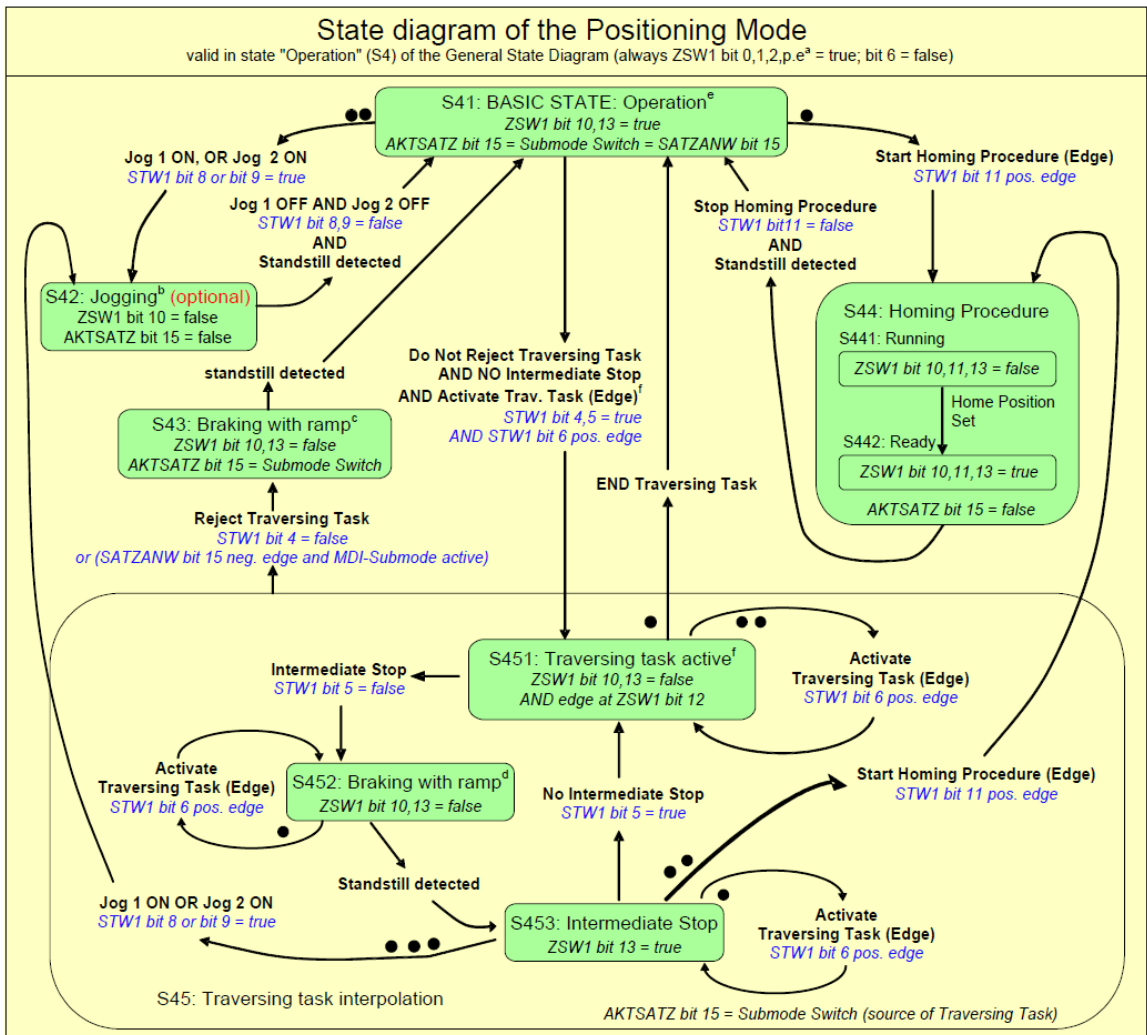 State diagram of the Positioning Mode
valid in state "Operation" (S4) of the General State Diagram (always ZSW1 bit 0,1,2,p.eª = true; bit 6 = false)
S41: BASIC STATE: Operationᵉ
ZSW1 bit 10,13 = true
AKTSATZ bit 15 = Submode Switch = SATZANW bit 15
Jog 1 ON, OR Jog 2 ON
STW1 bit 8 or bit 9 = true
Jog 1 OFF AND Jog 2 OFF
STW1 bit 8,9 = false
AND
Standstill detected
Stop Homing Procedure
STW1 bit11 = false
AND
Standstill detected
Start Homing Procedure (Edge)
STW1 bit 11 pos. edge
S42: Joggingᵇ (optional)
ZSW1 bit 10 = false
AKTSATZ bit 15 = false
S44: Homing Procedure
S441: Running
ZSW1 bit 10,11,13 = false
Home Position
Set
S442: Ready
ZSW1 bit 10,11,13 = true
AKTSATZ bit 15 = false
standstill detected
S43: Braking with rampᶜ
ZSW1 bit 10,13 = false
AKTSATZ bit 15 = Submode Switch
Do Not Reject Traversing Task
AND NO Intermediate Stop
AND Activate Trav. Task (Edge)ᶠ
STW1 bit 4,5 = true
AND STW1 bit 6 pos. edge
END Traversing Task
Reject Traversing Task
STW1 bit 4 = false
or (SATZANW bit 15 neg. edge and MDI-Submode active)
S451: Traversing task activeᶠ
ZSW1 bit 10,13 = false
AND edge at ZSW1 bit 12
Intermediate Stop
STW1 bit 5 = false
Activate
Traversing Task (Edge)
STW1 bit 6 pos. edge
Activate
Traversing Task (Edge)
STW1 bit 6 pos. edge
S452: Braking with rampᵈ
ZSW1 bit 10,13 = false
No Intermediate Stop
STW1 bit 5 = true
Start Homing Procedure (Edge)
STW1 bit 11 pos. edge
Standstill detected
Jog 1 ON OR Jog 2 ON
STW1 bit 8 or bit 9 = true
S453: Intermediate Stop
ZSW1 bit 13 = true
Activate
Traversing Task (Edge)
STW1 bit 6 pos. edge
S45: Traversing task interpolation
AKTSATZ bit 15 = Submode Switch (source of Traversing Task)